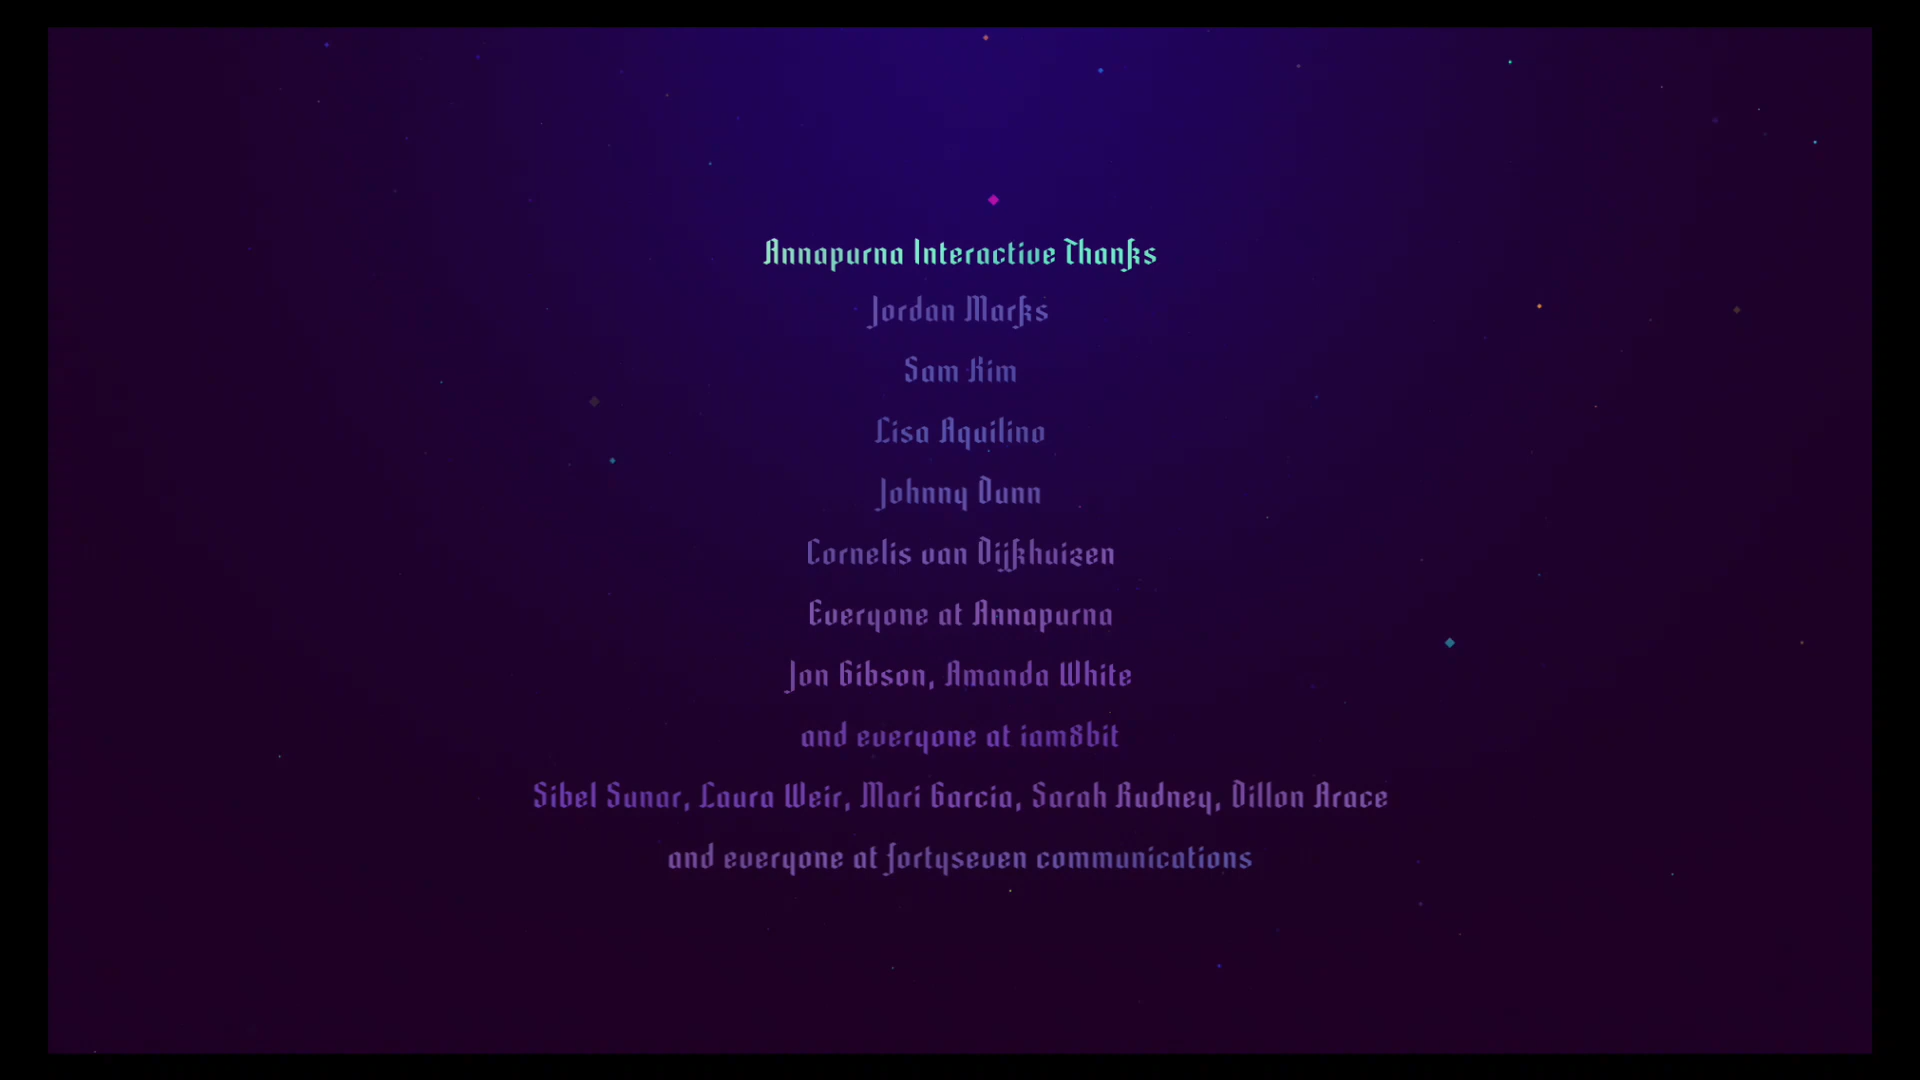 Annapurna Interactive Thanks
Jordan Marks
Sam Kim
Lisa Aquilino
Johnny Dunn
Cornelis van Dijkhuizen
Everyone at Annapurna
Jon Gibson, Amanda White
and everyone at iam8bit
Sibel Sunar, Laura Weir, Mari Garcia, Sarah Rudney, Dillon Arace
and everyone at fortyseven communications